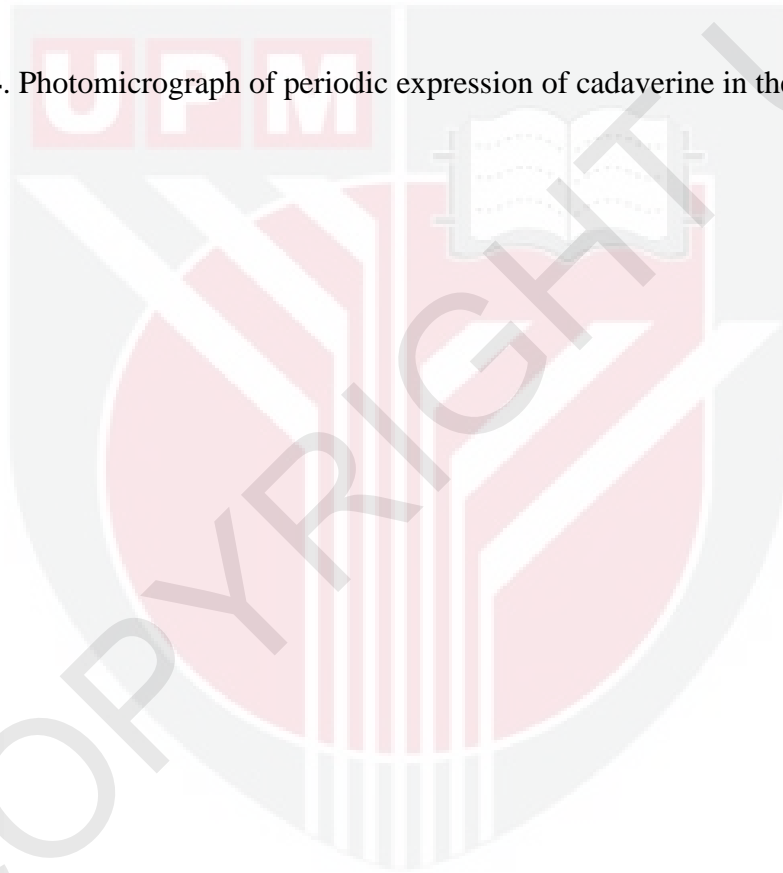 UPM
. Photomicrograph of periodic expression of cadaverine in the
COPYRIGHT U